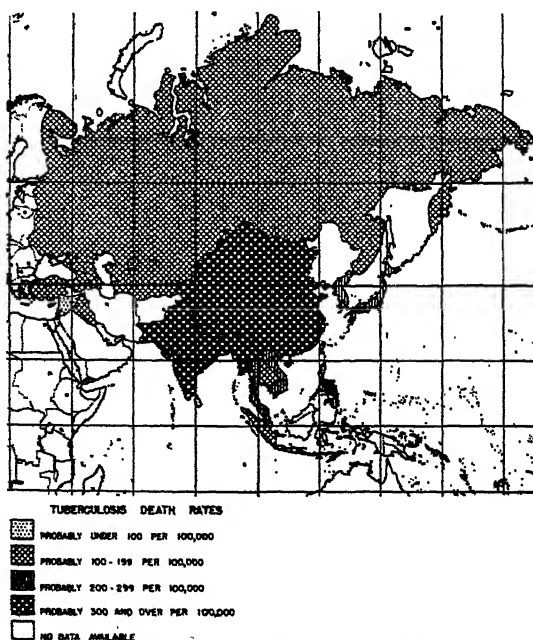 TUBERCULOSIS DEATH RATES
PROBABLY UNDER 100 PER 100,000
PROBABLY 100-199 PER 100,000
PROBABLY 200-299 PER 100,000
PROBABLY 300 AND OVER PER 100,000
NO DATA AVAILABLE